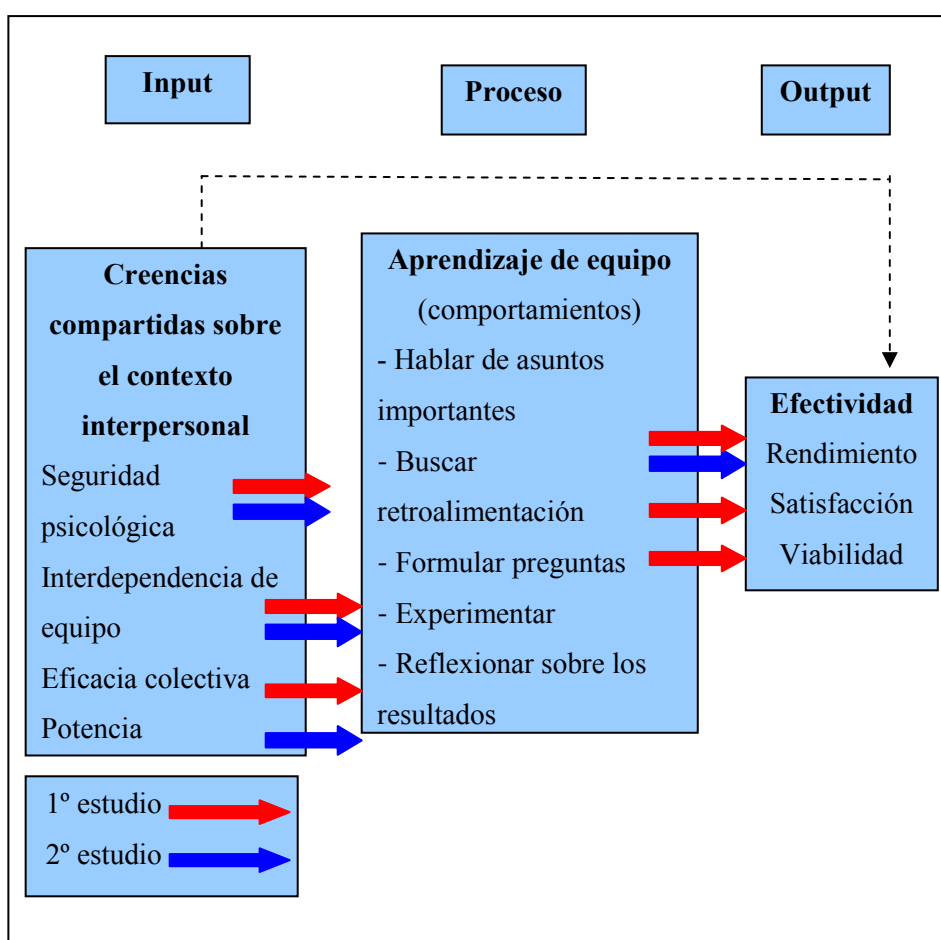 Input
Proceso
Output
Creencias
compartidas sobre
el contexto
interpersonal
Seguridad
psicológica
Interdependencia de
equipo
Eficacia colectiva
Potencia
Aprendizaje de equipo
(comportamientos)
- Hablar de asuntos
importantes
- Buscar
retroalimentación
- Formular preguntas
- Experimentar
- Reflexionar sobre los
resultados
Efectividad
Rendimiento
Satisfacción
Viabilidad
1º estudio
2º estudio